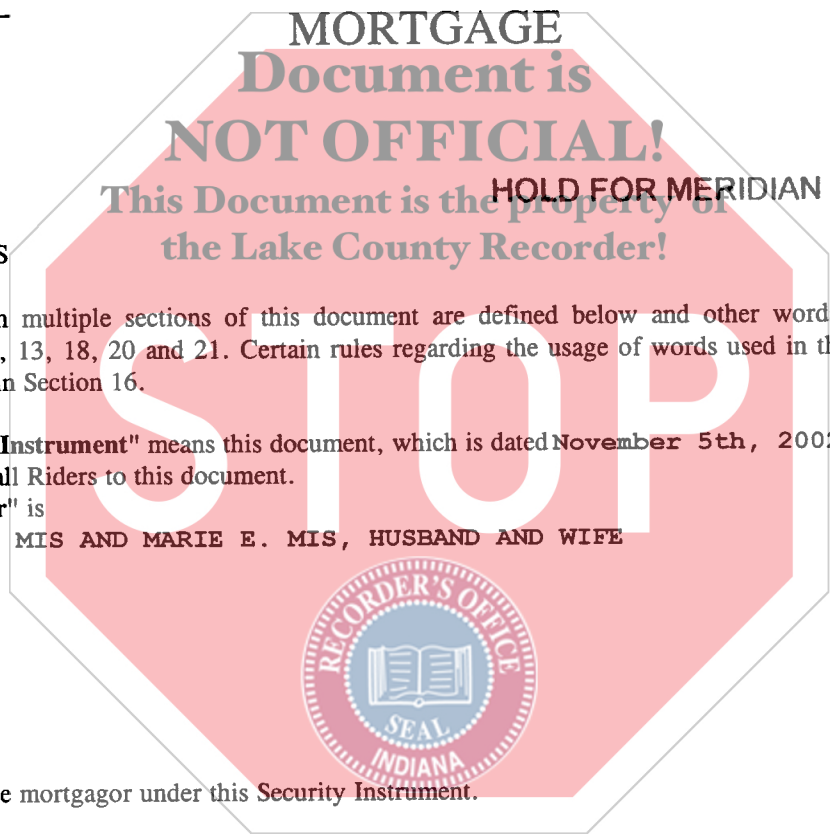 MORTGAGE
Document is
NOT OFFICIAL!
HOLD FOR MERIDIAN
This Document is the property of
the Lake County Recorder!
S
multiple sections of this document are defined below and other word
, 13, 18, 20 and 21. Certain rules regarding the usage of words used in th
in Section 16.
Instrument" means this document, which is dated November 5th, 2002
all Riders to this document.
r" is
MIS AND MARIE E. MIS, HUSBAND AND WIFE
STOP
RECORDER'S OFFICE
SEAL
INDIANA
e mortgagor under this Security Instrument.